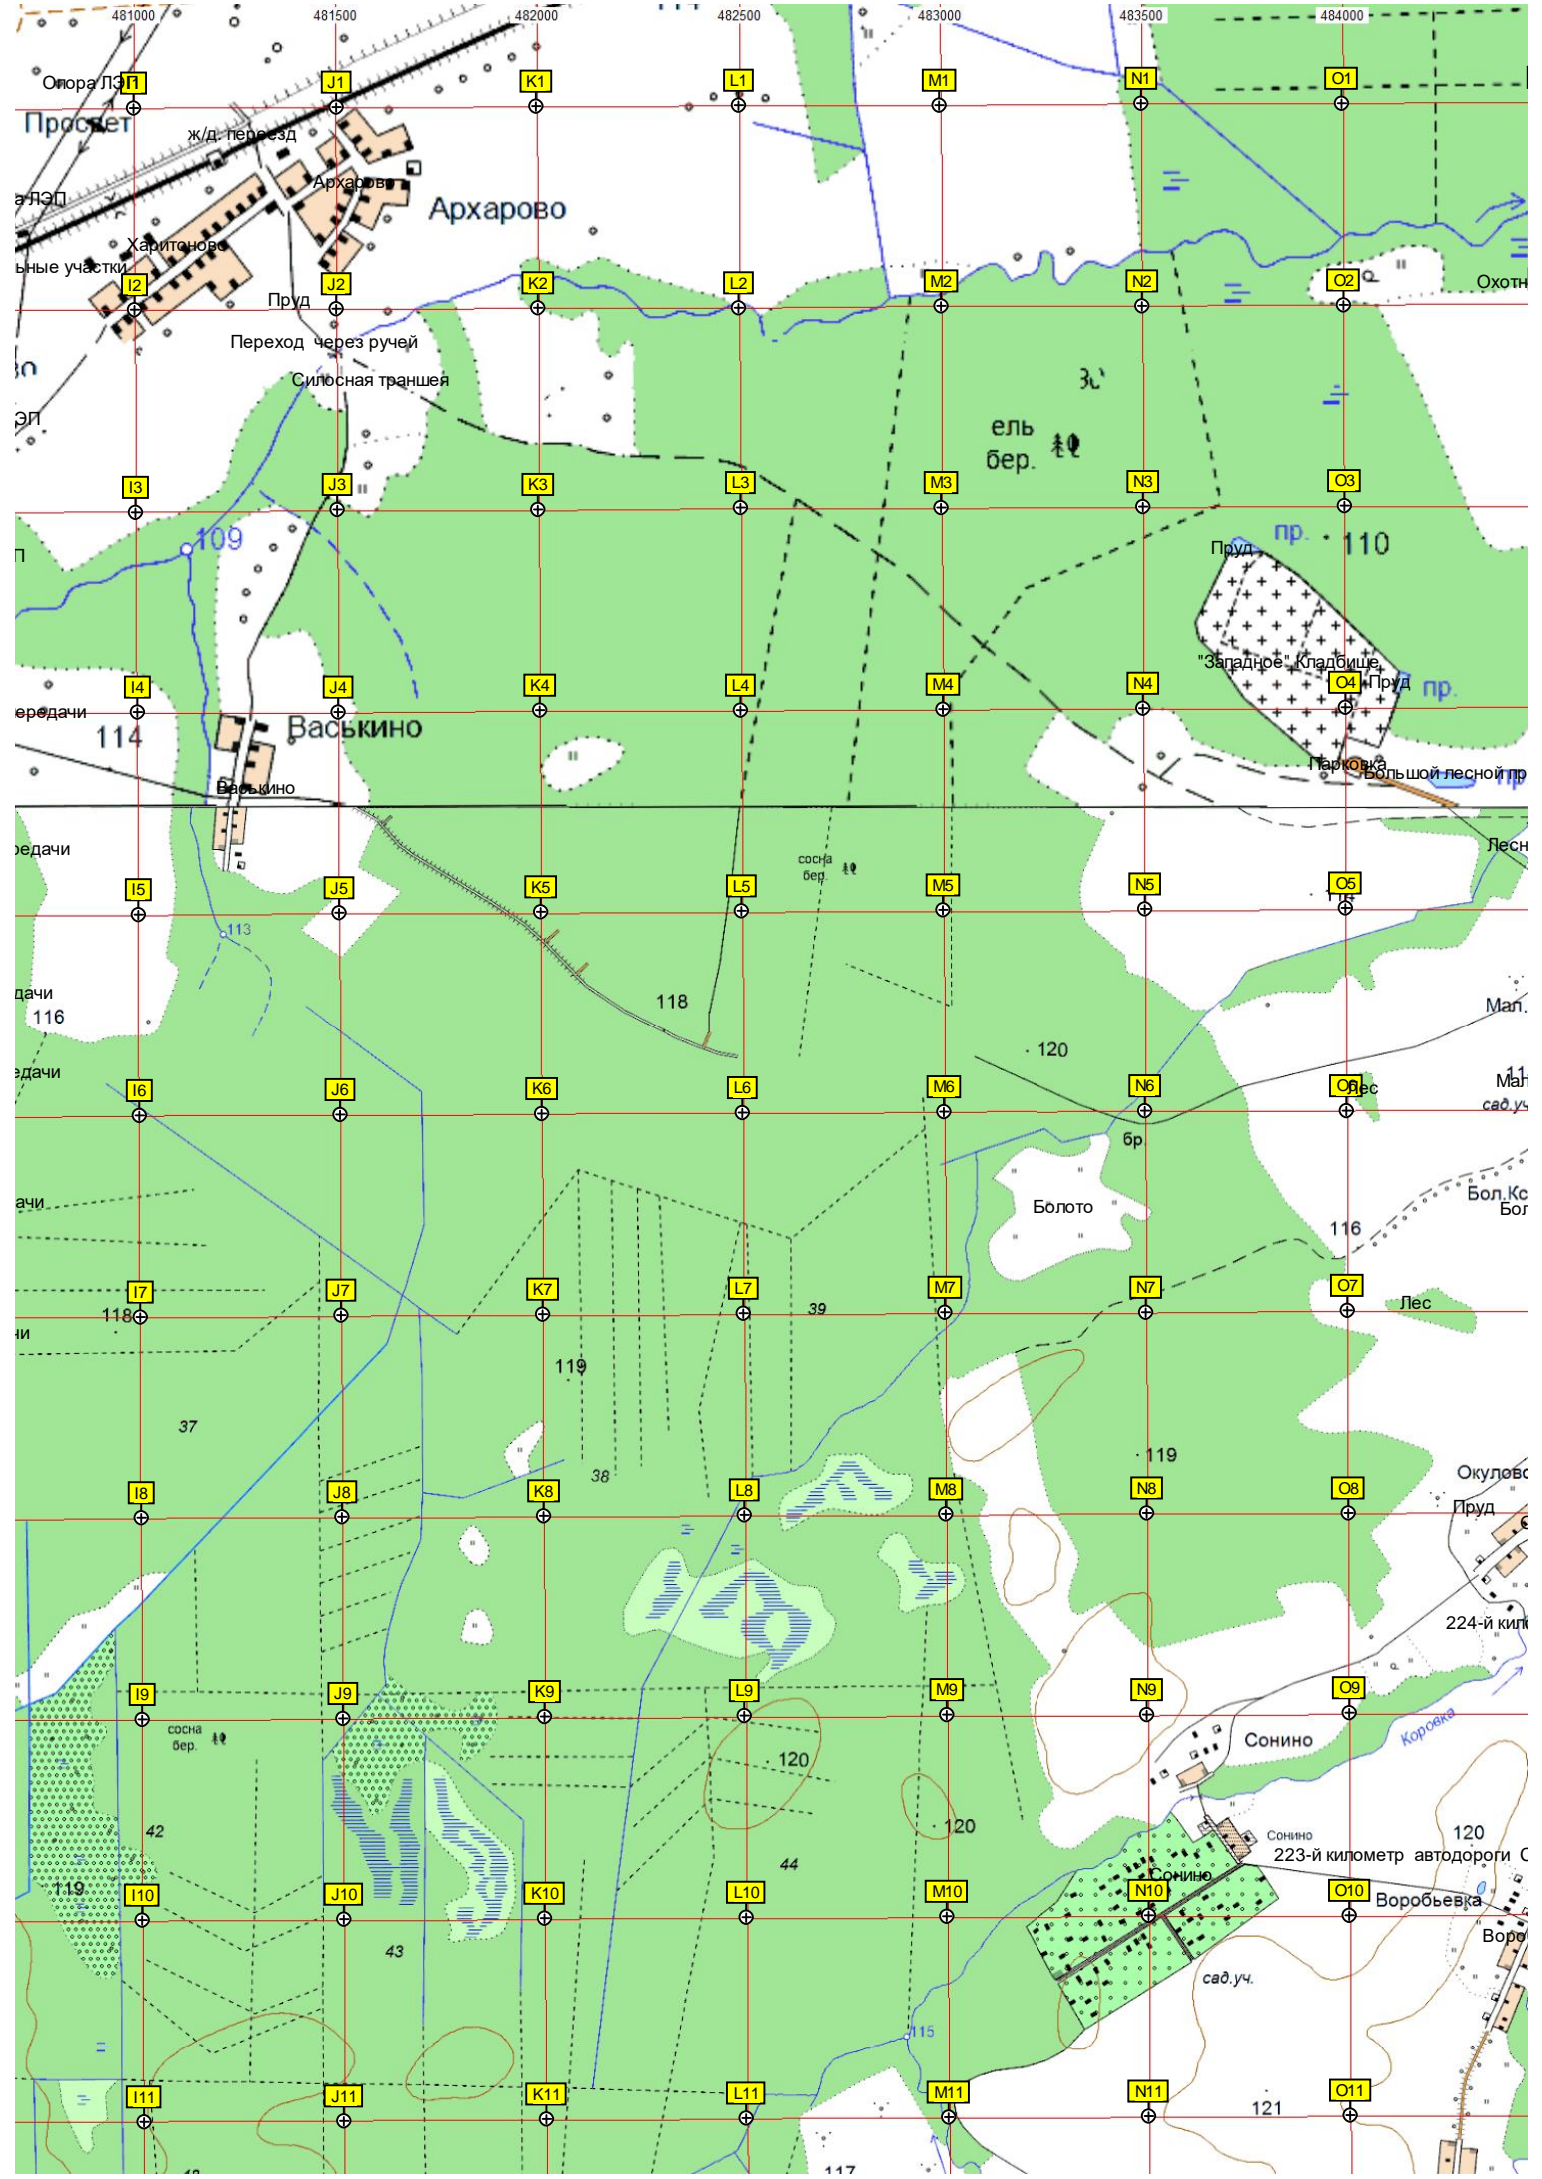 481000 481500 482000 482500 483000 483500 484000
Опора ЛЭП
I1 J1 K1 L1 M1 N1 O1
Просвет
ж/д. переезд
Архарово
а ЛЭП
Архарово
Харитоново
ьные участки
I2 J2 K2 L2 M2 N2 O2
Охотн
Пруд
Переход через ручей
Силосная траншея
ЭП
ель
бер.
I3 J3 K3 L3 M3 N3 O3
109
пр.
110
Пруд
П
"Западное" Кладбище
I4 J4 K4 L4 M4 N4 O4
Пруд
пр.
ередачи
114
Васькино
Парковка
Большой лесной пр
пр
Васькино
редачи
сосна
бер.
Лесн
I5 J5 K5 L5 M5 N5 O5
113
дачи
116
118
Мал.
120
едачи
I6 J6 K6 L6 M6 N6 O6
Лес
Мал
сад.уч
бр.
ачи
Болото
Бол.Кс
Бол
116
I7 J7 K7 L7 M7 N7 O7
118
39
Лес
чи
119
37
38
119
Окулово
I8 J8 K8 L8 M8 N8 O8
Пруд
224-й кил
I9 J9 K9 L9 M9 N9 O9
сосна
бер.
Коровка
Сонино
120
42
120
Сонино
120
223-й километр автодороги С
44
Сонино
119
I10 J10 K10 L10 M10 N10 O10
Воробьевка
43
Воро
сад.уч.
115
I11 J11 K11 L11 M11 N11 O11
121
117